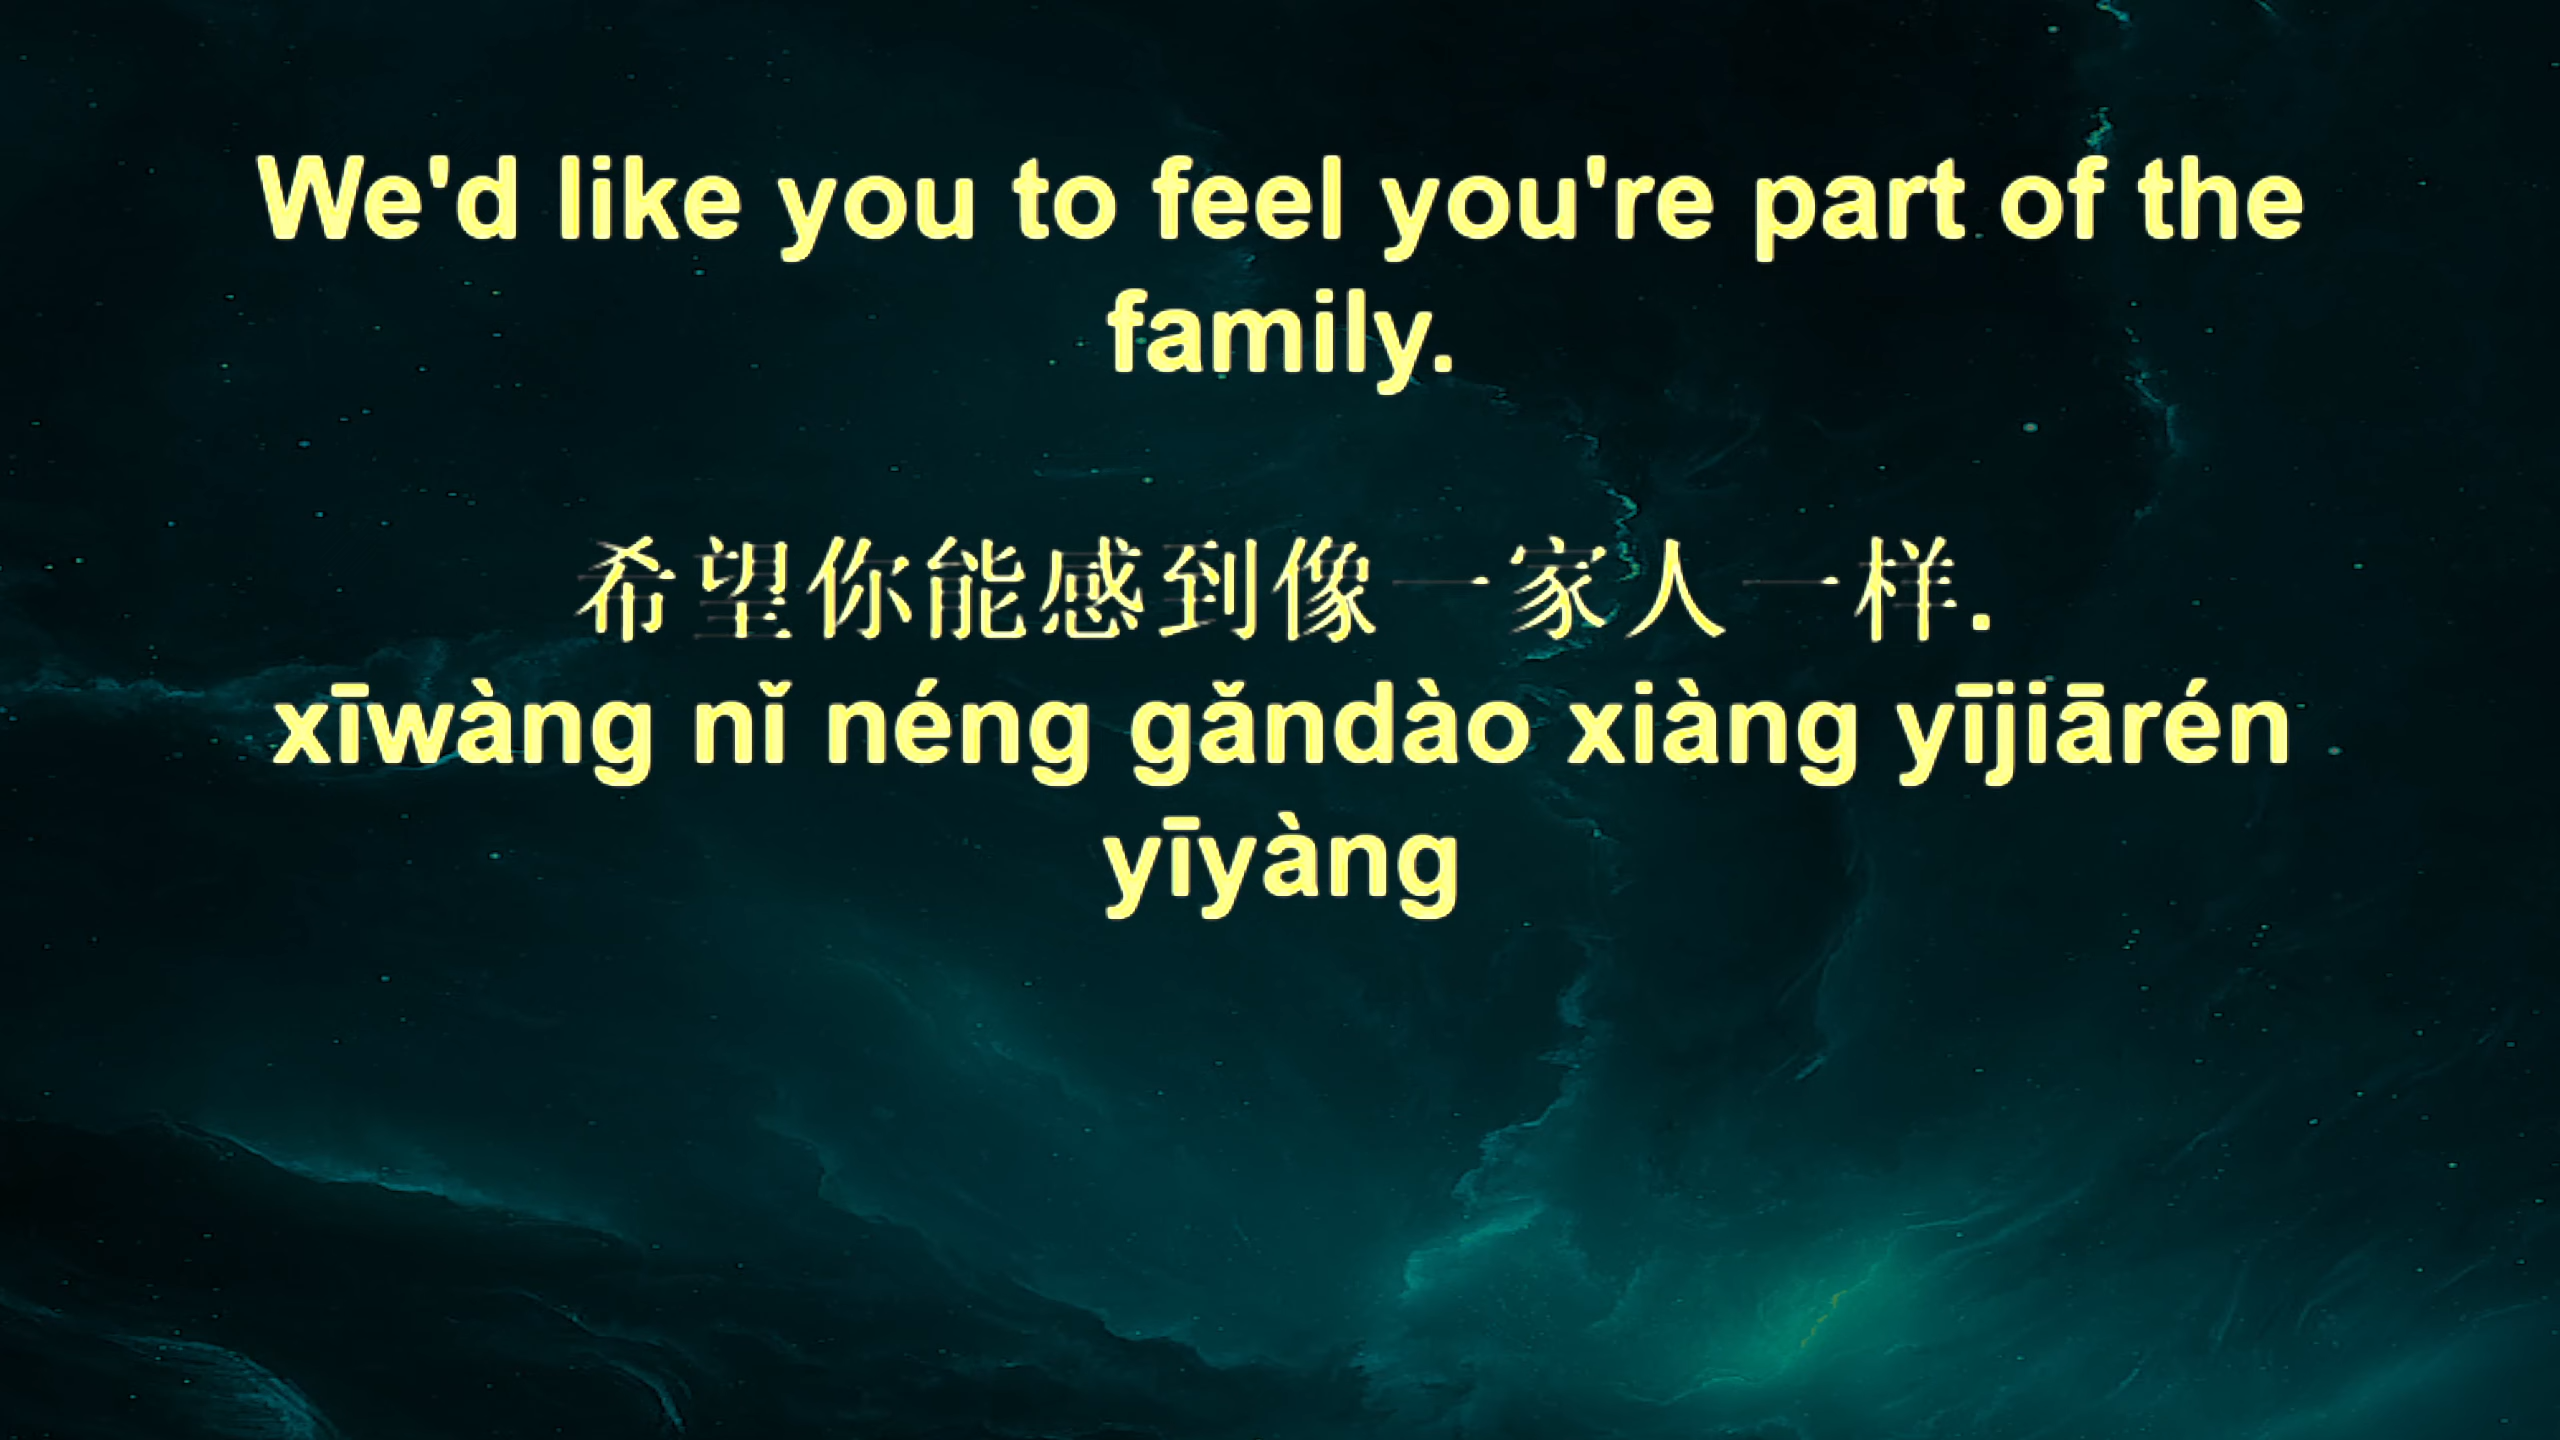 We'd like you to feel you're part of the
family.
希望你能感到像一家人一样.
xīwàng nǐ néng gǎndào xiàng yījiārén
yīyàng